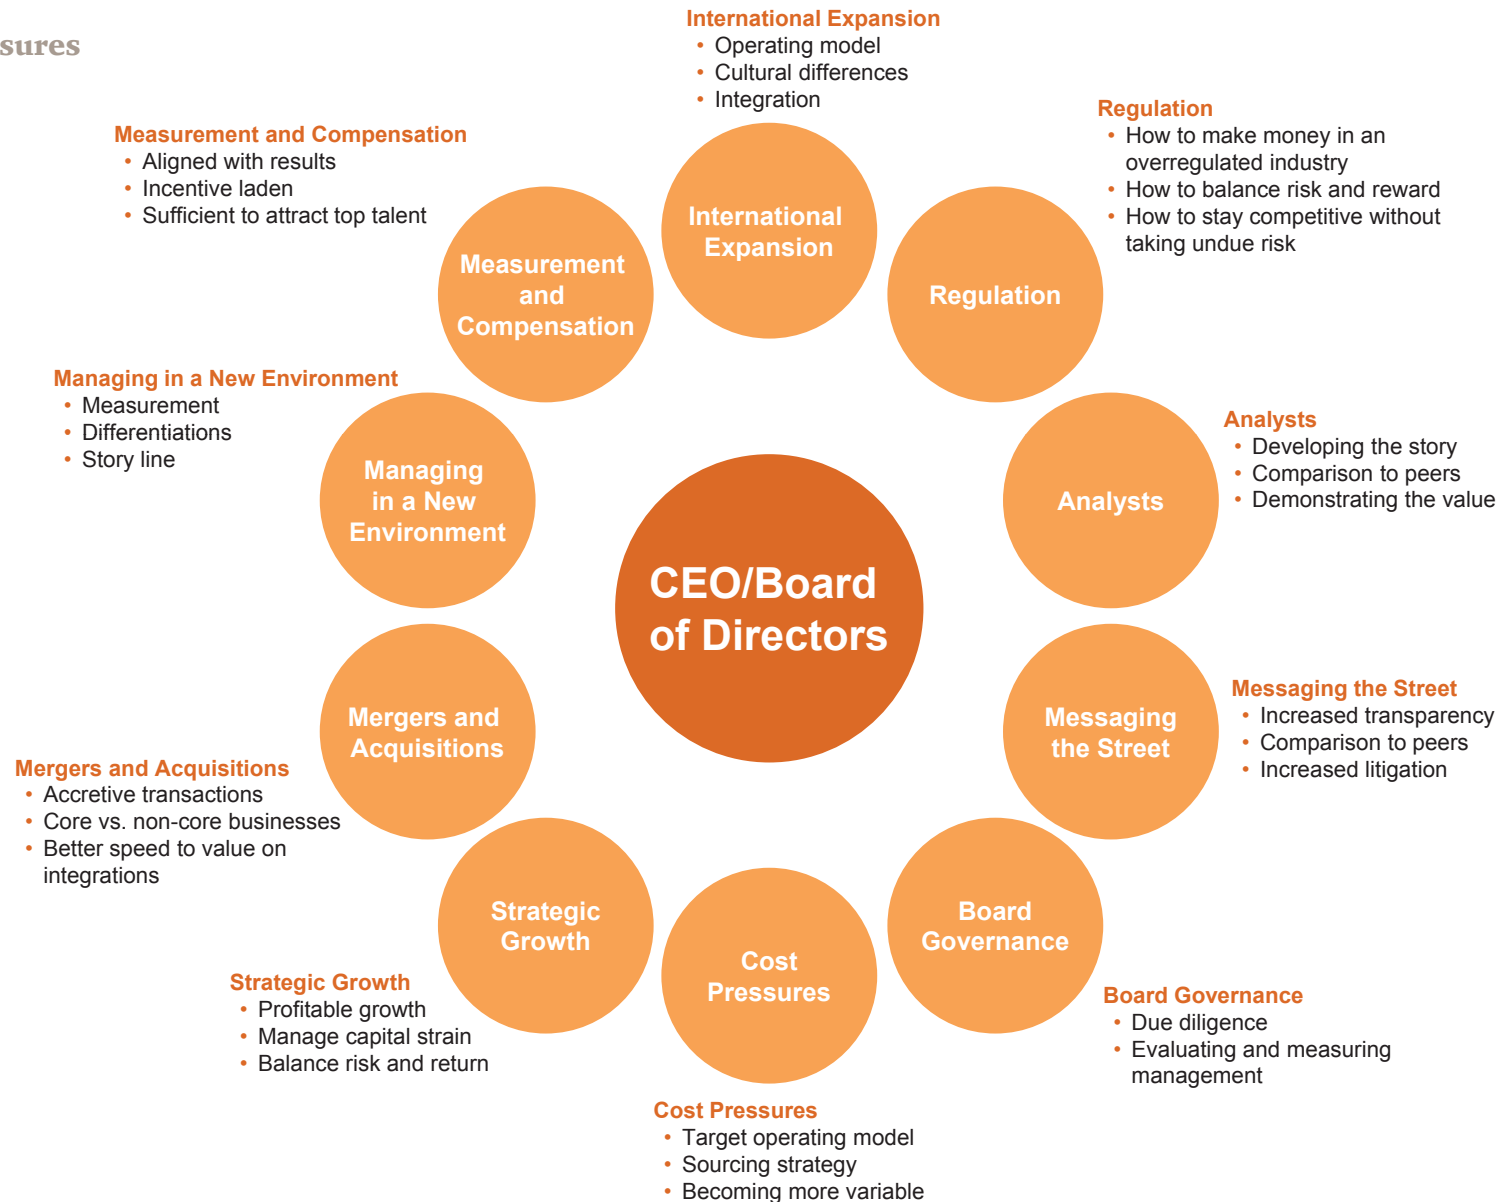 sures
International Expansion
• Operating model
• Cultural differences
• Integration
Regulation
• How to make money in an
overregulated industry
• How to balance risk and reward
• How to stay competitive without
taking undue risk
Measurement and Compensation
• Aligned with results
• Incentive laden
• Sufficient to attract top talent
International
Expansion
Measurement
and
Compensation
Regulation
Managing in a New Environment
• Measurement
• Differentiations
• Story line
Analysts
• Developing the story
• Comparison to peers
• Demonstrating the value
Managing
in a New
Environment
Analysts
CEO/Board
of Directors
Mergers and
Acquisitions
Messaging
the Street
Messaging the Street
• Increased transparency
• Comparison to peers
• Increased litigation
Mergers and Acquisitions
• Accretive transactions
• Core vs. non-core businesses
• Better speed to value on
integrations
Strategic
Growth
Cost
Pressures
Board
Governance
Strategic Growth
• Profitable growth
• Manage capital strain
• Balance risk and return
Board Governance
• Due diligence
• Evaluating and measuring
management
Cost Pressures
• Target operating model
• Sourcing strategy
• Becoming more variable